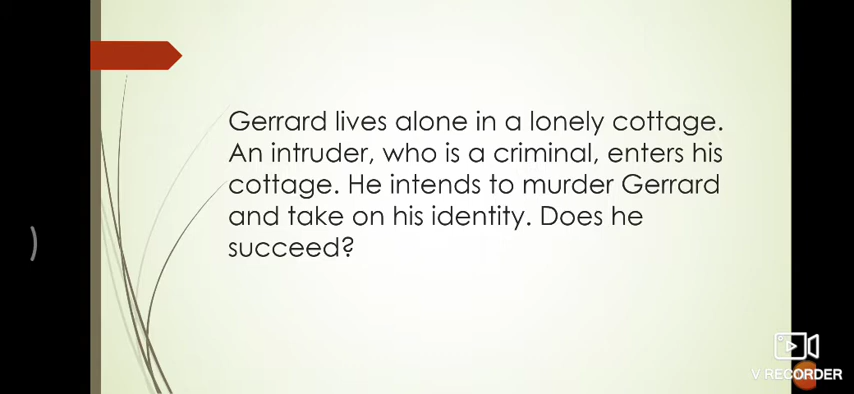 Gerrard lives alone in a lonely cottage.
An intruder, who is a criminal, enters his
cottage. He intends to murder Gerrard
and take on his identity. Does he
succeed?
V RECORDER